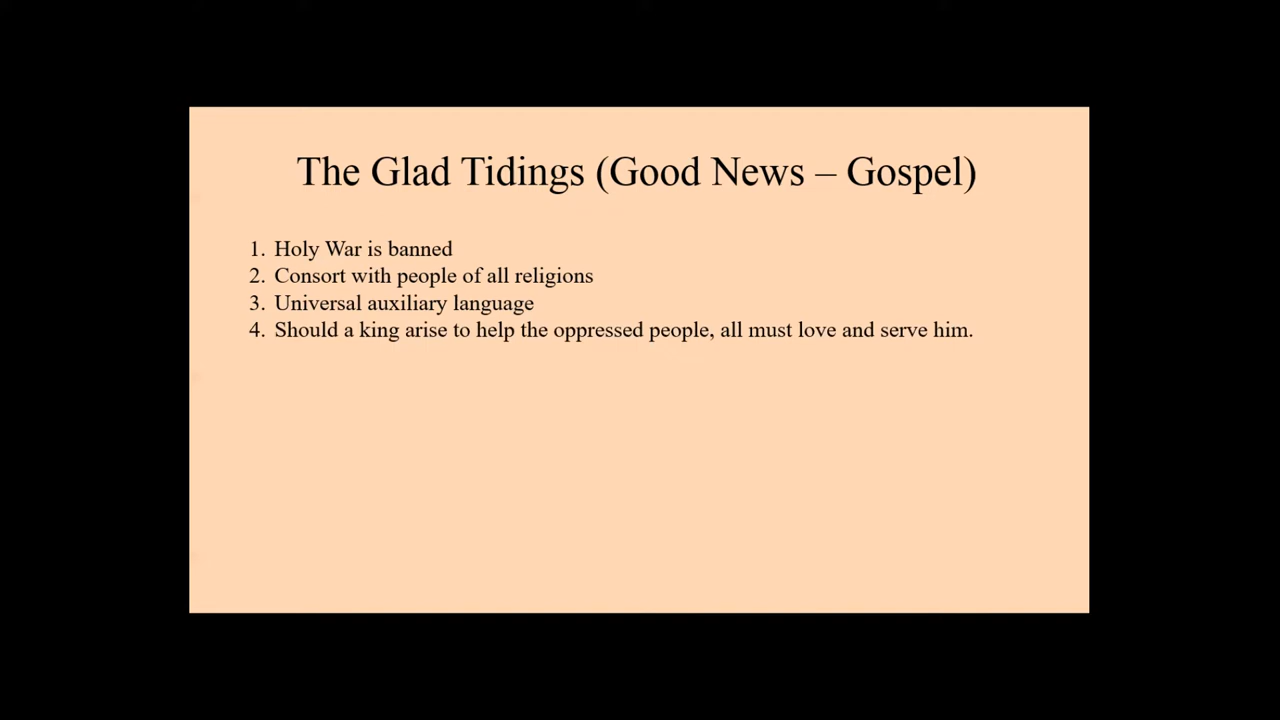 The Glad Tidings (Good News – Gospel)
1. Holy War is banned
2. Consort with people of all religions
3. Universal auxiliary language
4. Should a king arise to help the oppressed people, all must love and serve him.